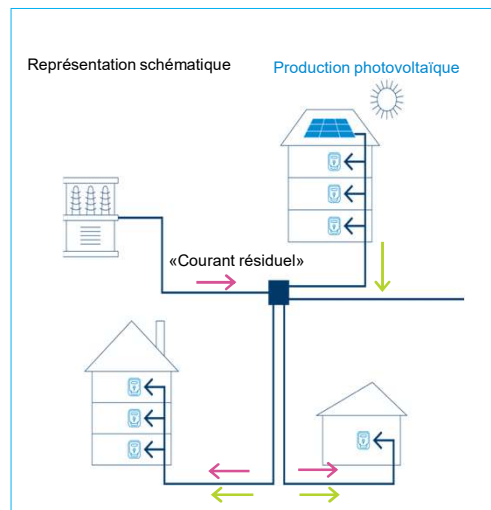 Représentation schématique
Production photovoltaïque
«Courant résiduel»